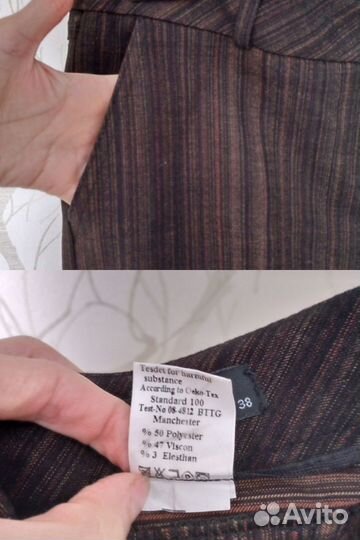 Tesdet for harmful
substance
According to Oeko-Tex
Standard 100
Test-No 08-4812 BTTG
Manchester
% 50 Polyester
% 47 Viscon
% 3 Elesthan
38
Avito